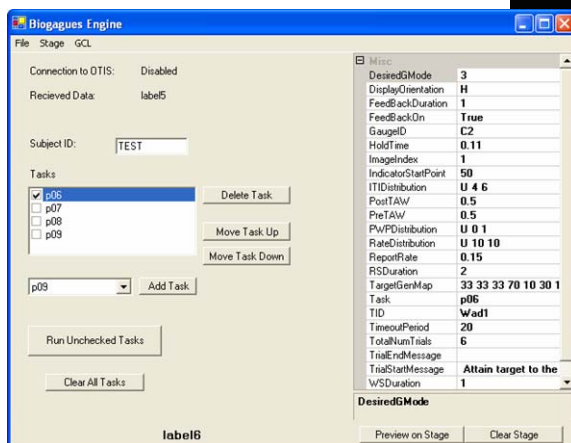 Biogagues Engine
File Stage GCL
Connection to OTIS: Disabled
Recieved Data: label5
Subject ID: TEST
Tasks
p06
p07
p08
p09
Delete Task
Move Task Up
Move Task Down
p09 Add Task
Run Unchecked Tasks
Clear All Tasks
label6
Misc
DesiredGMode 3
DisplayOrientation H
FeedBackDuration 1
FeedBackOn True
GaugeID C2
HoldTime 0.11
ImageIndex 1
IndicatorStartPoint 50
ITIDistribution U 4 6
PostTAW 0.5
PreTAW 0.5
PWPDistribution U 0 1
RateDistribution U 10 10
ReportRate 0.15
RSDuration 2
TargetGenMap 33 33 33 70 10 30 1
Task p06
TID Wad1
TimeoutPeriod 20
TotalNumTrials 6
TrialEndMessage
TrialStartMessage Attain target to the
WSDuration 1
DesiredGMode
Preview on Stage Clear Stage